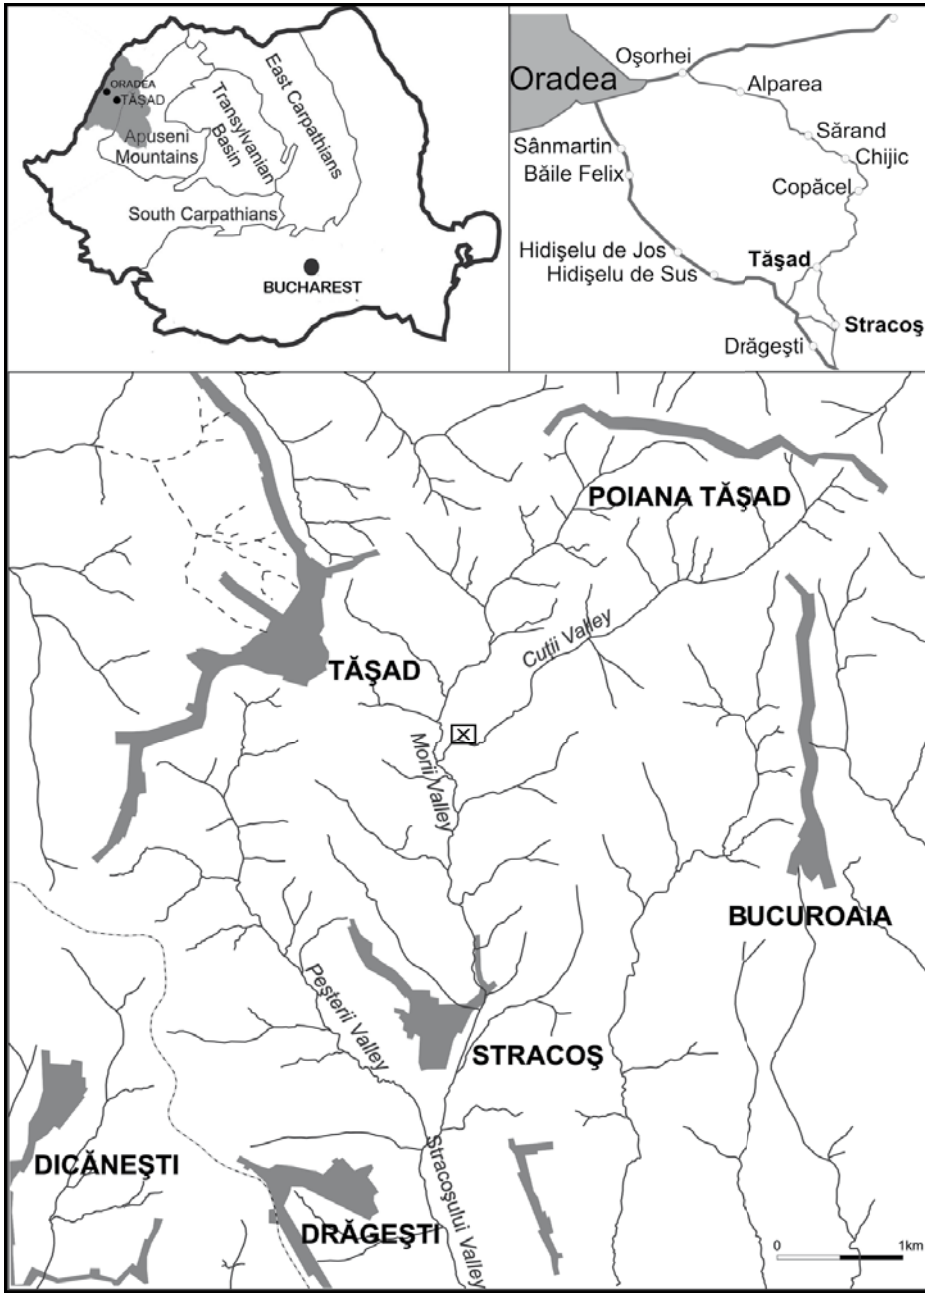 ORADEA
TĂŞAD
Apuseni
Mountains
Transylvanian
Basin
East Carpathians
South Carpathians
BUCHAREST
Oradea
Oşorhei
Alparea
Sărand
Chijic
Copăcel
Sânmartin
Băile Felix
Hidişelu de Jos
Hidişelu de Sus
Tăşad
Stracoş
Drăgeşti
POIANA TĂŞAD
Cuţii Valley
TĂŞAD
Morii Valley
BUCUROAIA
Peşterii Valley
STRACOŞ
DICĂNEŞTI
DRĂGEŞTI
Stracoşului Valley
0 1km